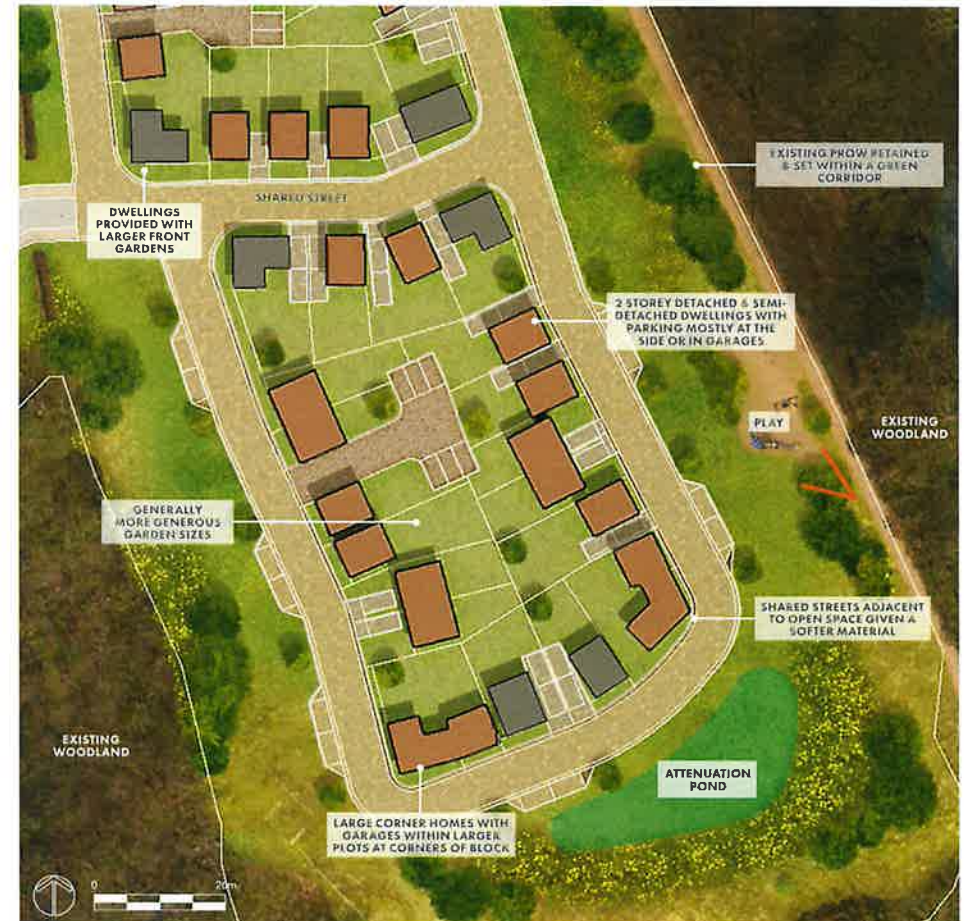 EXISTING PROW RETAINED
& SET WITHIN A GREEN
CORRIDOR
SHARED STREET
DWELLINGS
PROVIDED WITH
LARGER FRONT
GARDENS
2 STOREY DETACHED & SEMI-
DETACHED DWELLINGS WITH
PARKING MOSTLY AT THE
SIDE OR IN GARAGES
PLAY
EXISTING
WOODLAND
GENERALLY
MORE GENEROUS
GARDEN SIZES
SHARED STREETS ADJACENT
TO OPEN SPACE GIVEN A
SOFTER MATERIAL
EXISTING
WOODLAND
ATTENUATION
POND
LARGE CORNER HOMES WITH
GARAGES WITHIN LARGER
PLOTS AT CORNERS OF BLOCK
0 20m